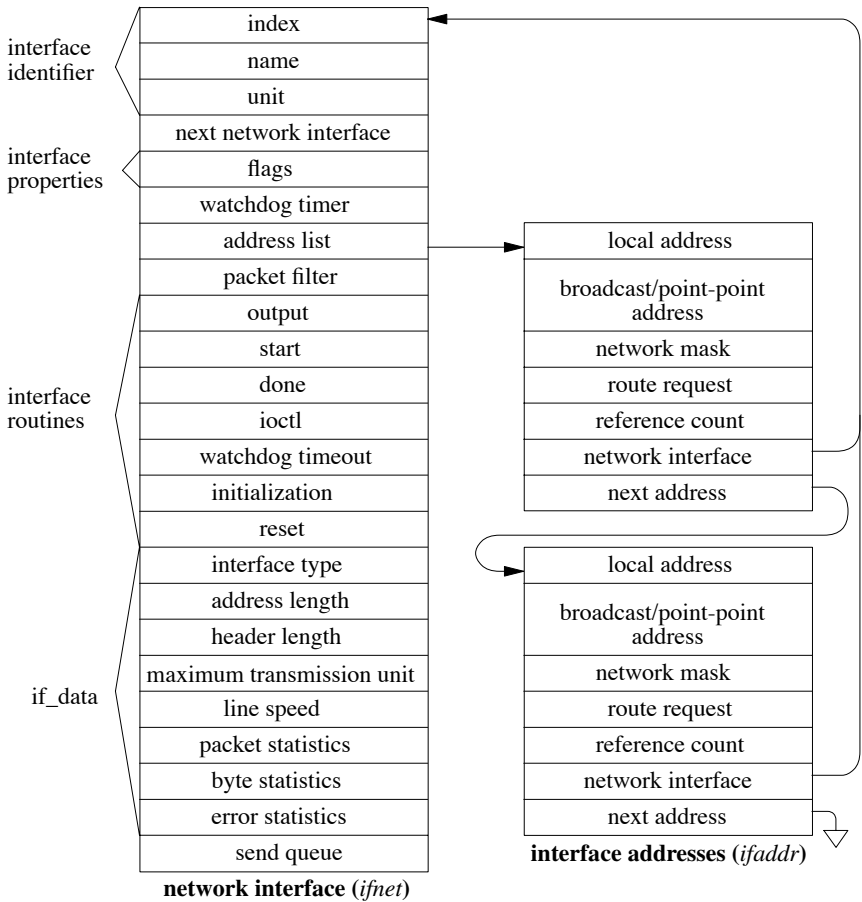 interface
identifier
index
name
unit
next network interface
interface
properties
flags
watchdog timer
address list
packet filter
interface
routines
output
start
done
ioctl
watchdog timeout
initialization
reset
if_data
interface type
address length
header length
maximum transmission unit
line speed
packet statistics
byte statistics
error statistics
send queue
network interface (ifnet)
local address
broadcast/point-point
address
network mask
route request
reference count
network interface
next address
local address
broadcast/point-point
address
network mask
route request
reference count
network interface
next address
interface addresses (ifaddr)